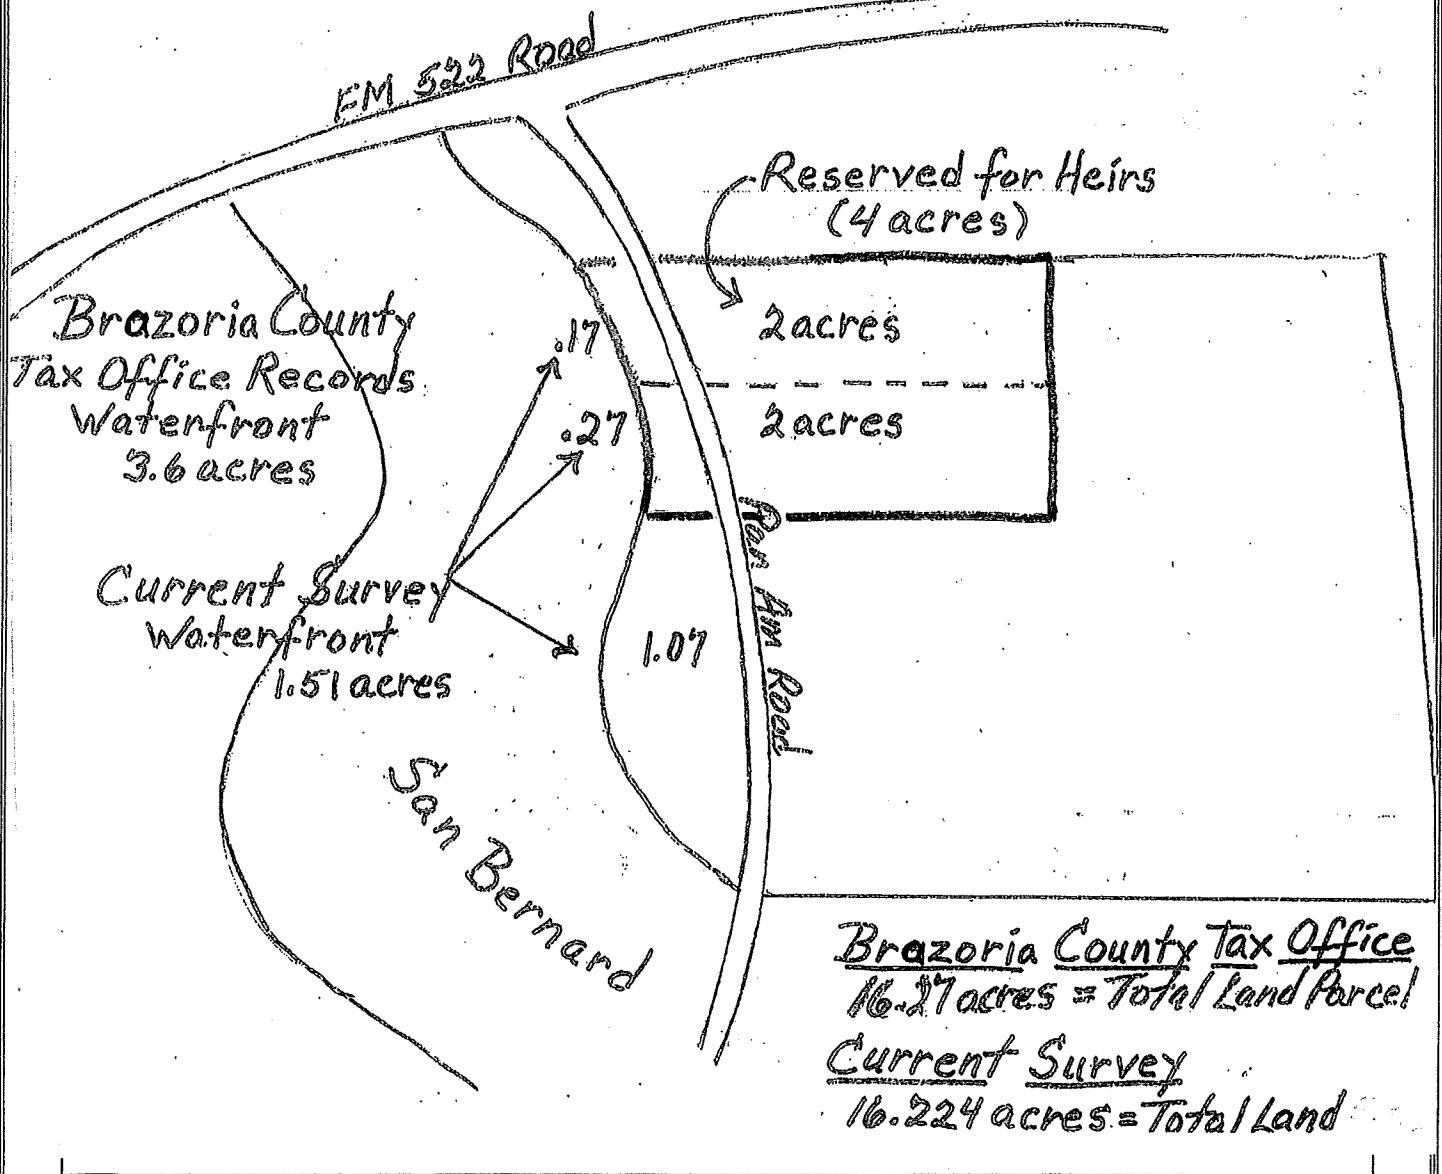 FM 522 Road
Reserved for Heirs
(4 acres)
Brazoria County
Tax Office Records
Waterfront
3.6 acres
.17
.27
2 acres
2 acres
Current Survey
Waterfront
1.51 acres
1.07
Pan Am Road
San Bernard
Brazoria County Tax Office
16.27 acres = Total Land Parcel
Current Survey
16.224 acres = Total Land